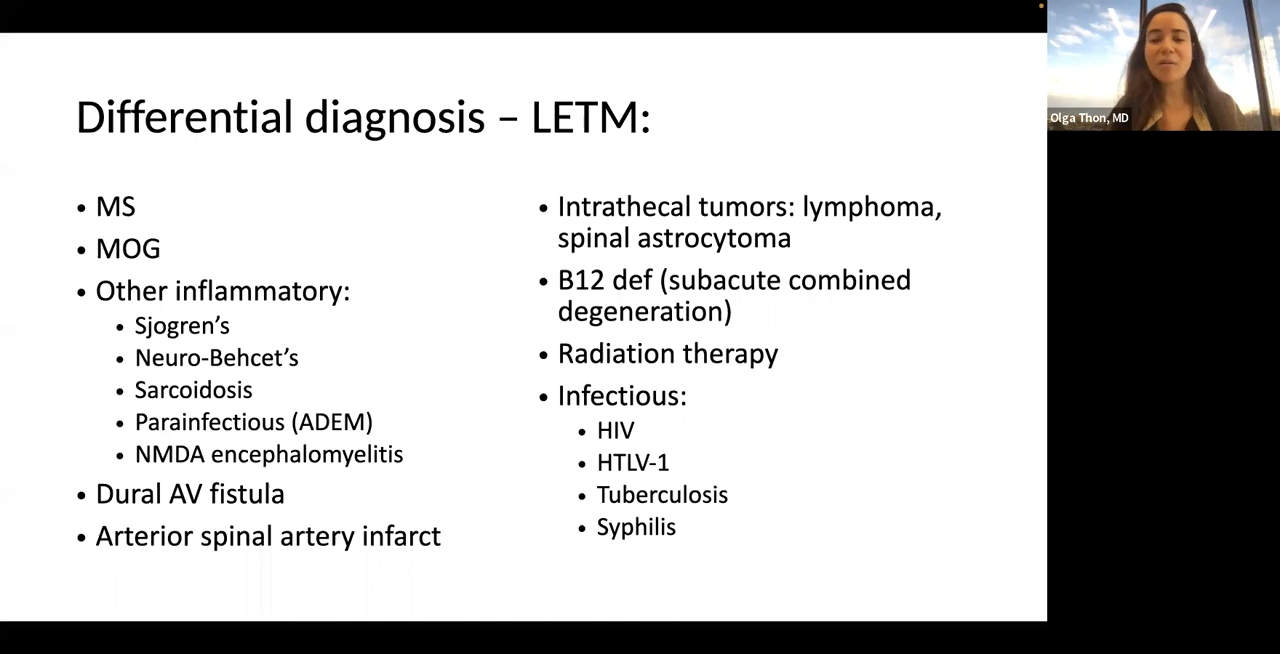 Differential diagnosis – LETM:
• MS
• MOG
• Other inflammatory:
• Sjogren’s
• Neuro-Behcet’s
• Sarcoidosis
• Parainfectious (ADEM)
• NMDA encephalomyelitis
• Dural AV fistula
• Arterior spinal artery infarct
• Intrathecal tumors: lymphoma,
spinal astrocytoma
• B12 def (subacute combined
degeneration)
• Radiation therapy
• Infectious:
• HIV
• HTLV-1
• Tuberculosis
• Syphilis
Olga Thon, MD